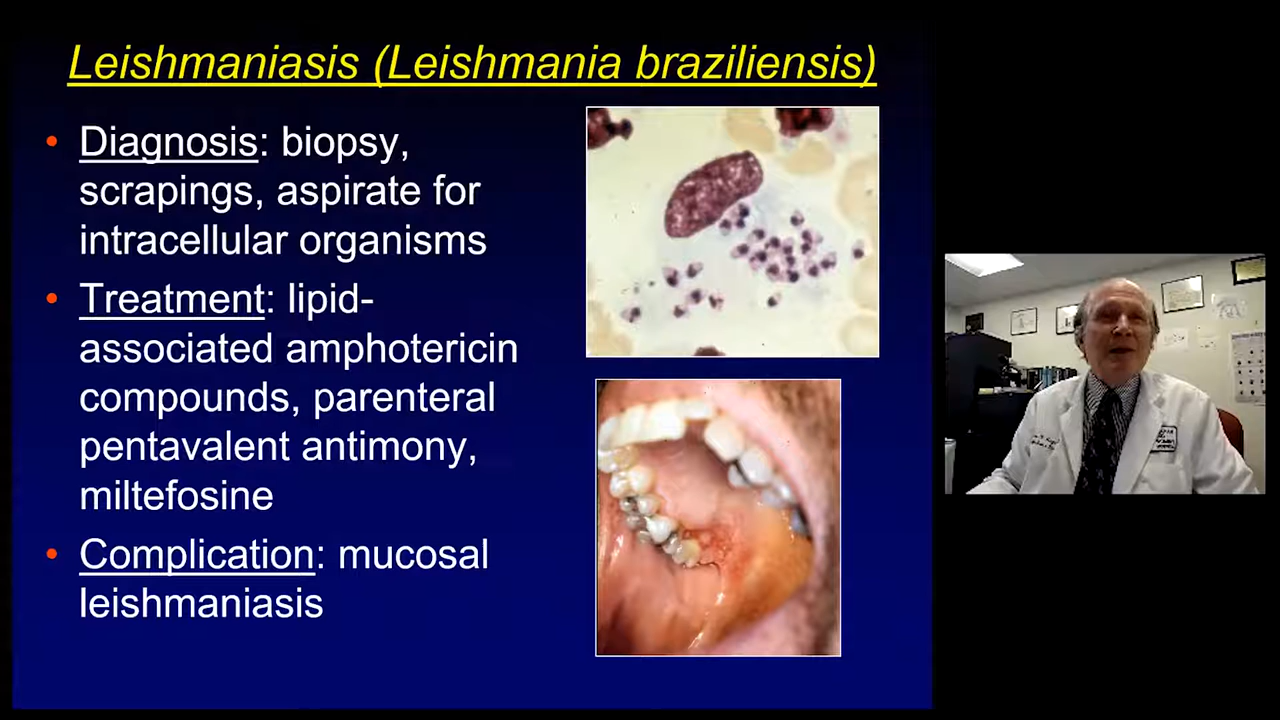 Leishmaniasis (Leishmania braziliensis)
• Diagnosis: biopsy,
scrapings, aspirate for
intracellular organisms
• Treatment: lipid-
associated amphotericin
compounds, parenteral
pentavalent antimony,
miltefosine
• Complication: mucosal
leishmaniasis